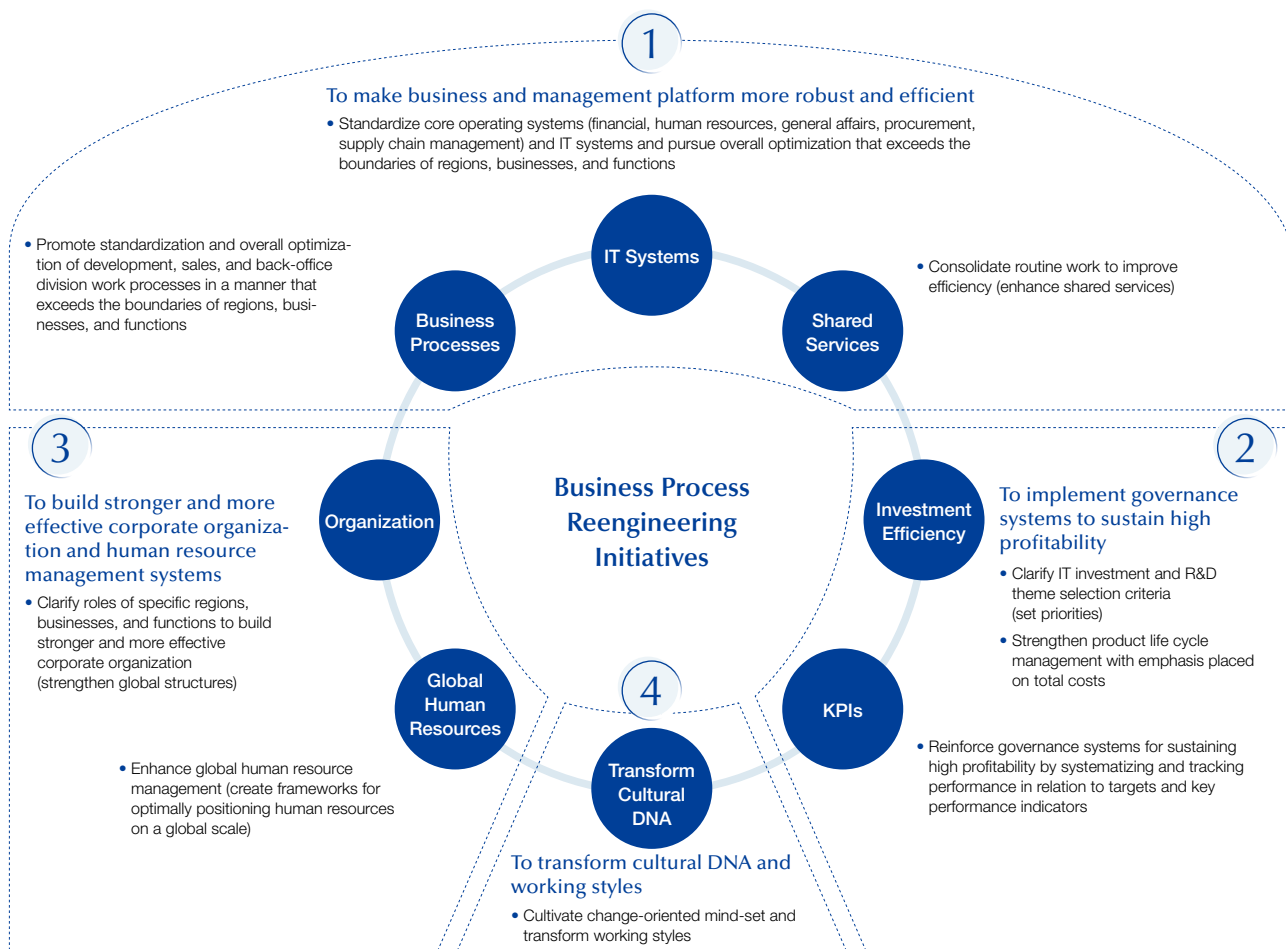 1
To make business and management platform more robust and efficient
• Standardize core operating systems (financial, human resources, general affairs, procurement,
supply chain management) and IT systems and pursue overall optimization that exceeds the
boundaries of regions, businesses, and functions
• Promote standardization and overall optimiza-
tion of development, sales, and back-office
division work processes in a manner that
exceeds the boundaries of regions, busi-
nesses, and functions
Business
Processes
IT Systems
Shared
Services
• Consolidate routine work to improve
efficiency (enhance shared services)
3
To build stronger and more
effective corporate organiza-
tion and human resource
management systems
• Clarify roles of specific regions,
businesses, and functions to build
stronger and more effective
corporate organization
(strengthen global structures)
Organization
Business Process
Reengineering
Initiatives
Investment
Efficiency
2
To implement governance
systems to sustain high
profitability
• Clarify IT investment and R&D
theme selection criteria
(set priorities)
• Strengthen product life cycle
management with emphasis placed
on total costs
Global
Human
Resources
• Enhance global human resource
management (create frameworks for
optimally positioning human resources
on a global scale)
4
Transform
Cultural
DNA
To transform cultural DNA and
working styles
• Cultivate change-oriented mind-set and
transform working styles
KPIs
• Reinforce governance systems for sustaining
high profitability by systematizing and tracking
performance in relation to targets and key
performance indicators